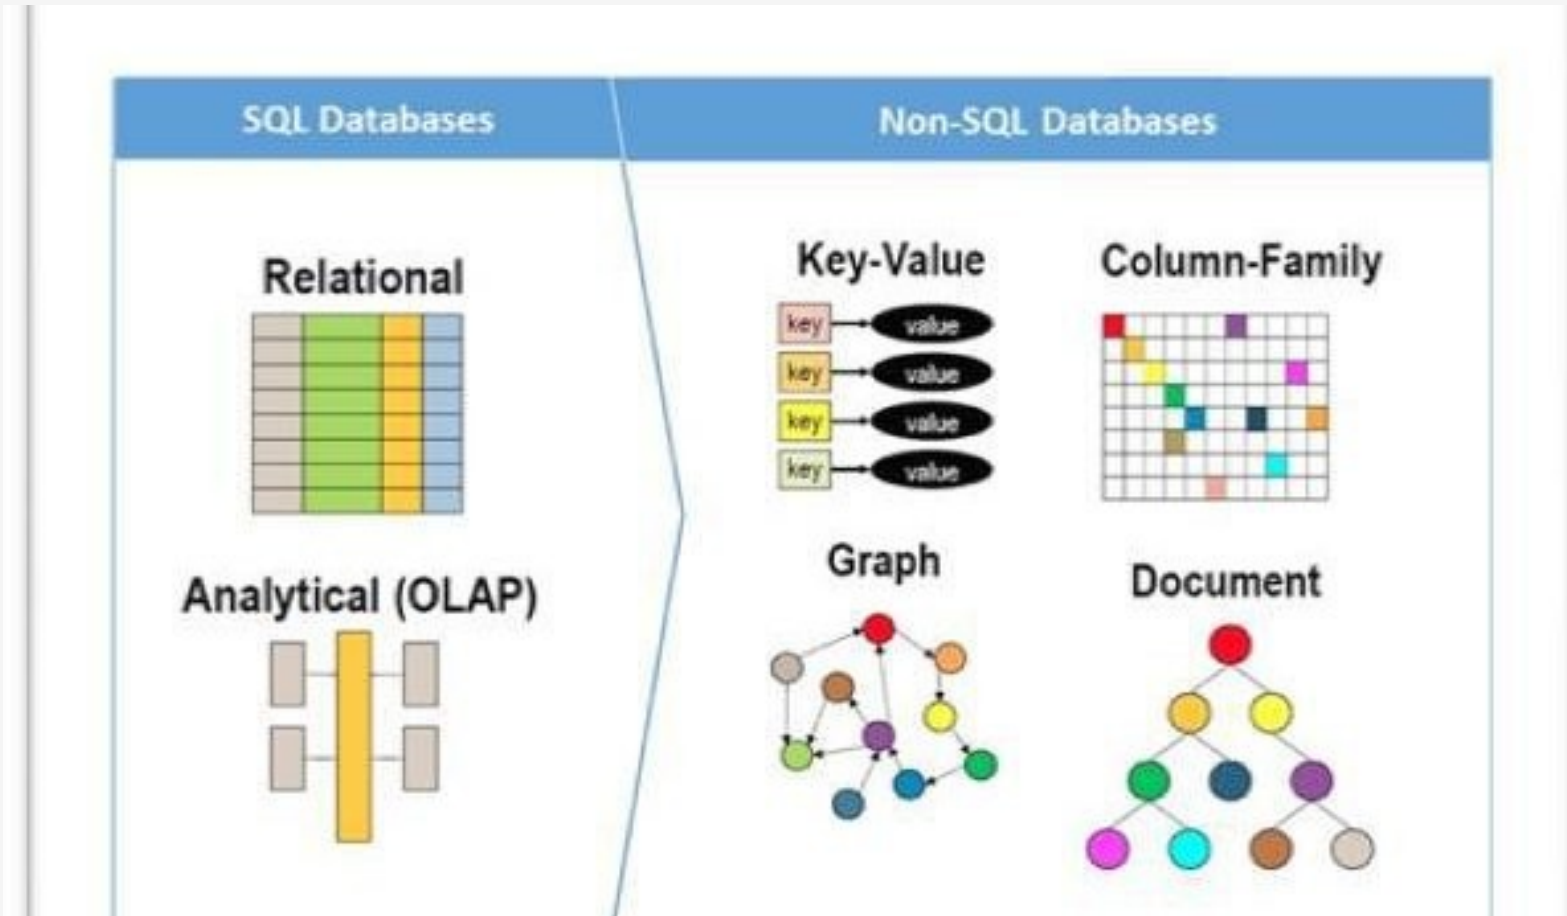 SQL Databases
Non-SQL Databases
Relational
Analytical (OLAP)
Key-Value
key value
key value
key value
key value
Column-Family
Graph
Document